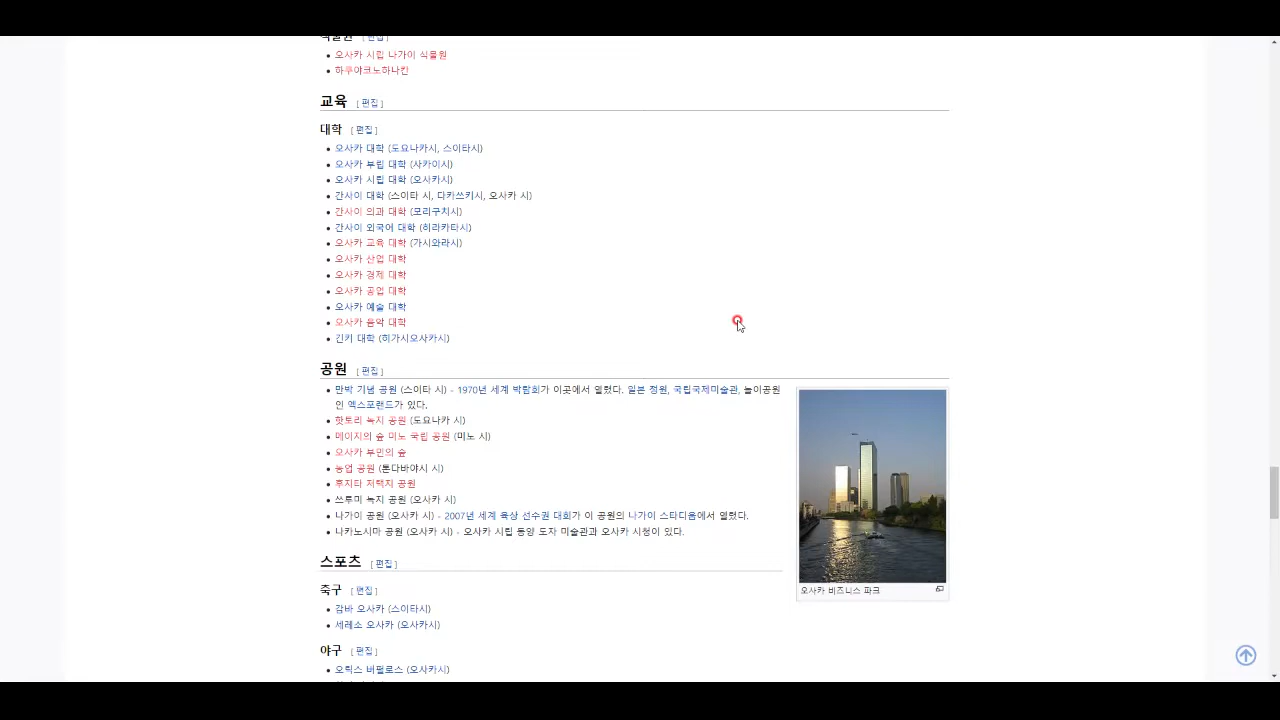 식물원 [ 편집 ]
오사카 시립 나가이 식물원
하쿠야코노하나칸
교육 [ 편집 ]
대학 [ 편집 ]
오사카 대학 (도요나카시, 스이타시)
오사카 부립 대학 (사카이시)
오사카 시립 대학 (오사카시)
간사이 대학 (스이타 시, 다카쓰키시, 오사카 시)
간사이 의과 대학 (모리구치시)
간사이 외국어 대학 (히라카타시)
오사카 교육 대학 (가시와라시)
오사카 산업 대학
오사카 경제 대학
오사카 공업 대학
오사카 예술 대학
오사카 음악 대학
긴키 대학 (히가시오사카시)
공원 [ 편집 ]
만박 기념 공원 (스이타 시) - 1970년 세계 박람회가 이곳에서 열렸다. 일본 정원, 국립국제미술관, 놀이공원
인 엑스포랜드가 있다.
핫토리 녹지 공원 (도요나카 시)
메이지의 숲 미노 국립 공원 (미노 시)
오사카 부민의 숲
농업 공원 (톤다바야시 시)
후지타 저택지 공원
쓰루미 녹지 공원 (오사카 시)
나가이 공원 (오사카 시) - 2007년 세계 육상 선수권 대회가 이 공원의 나가이 스타디움에서 열렸다.
나카노시마 공원 (오사카 시) - 오사카 시립 동양 도자 미술관과 오사카 시청이 있다.
오사카 비즈니스 파크
스포츠 [ 편집 ]
축구 [ 편집 ]
감바 오사카 (스이타시)
세레소 오사카 (오사카시)
야구 [ 편집 ]
오릭스 버펄로스 (오사카시)